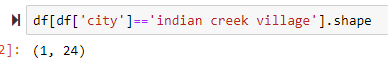 df[df['city']=='indian creek village'].shape
2]: (1, 24)